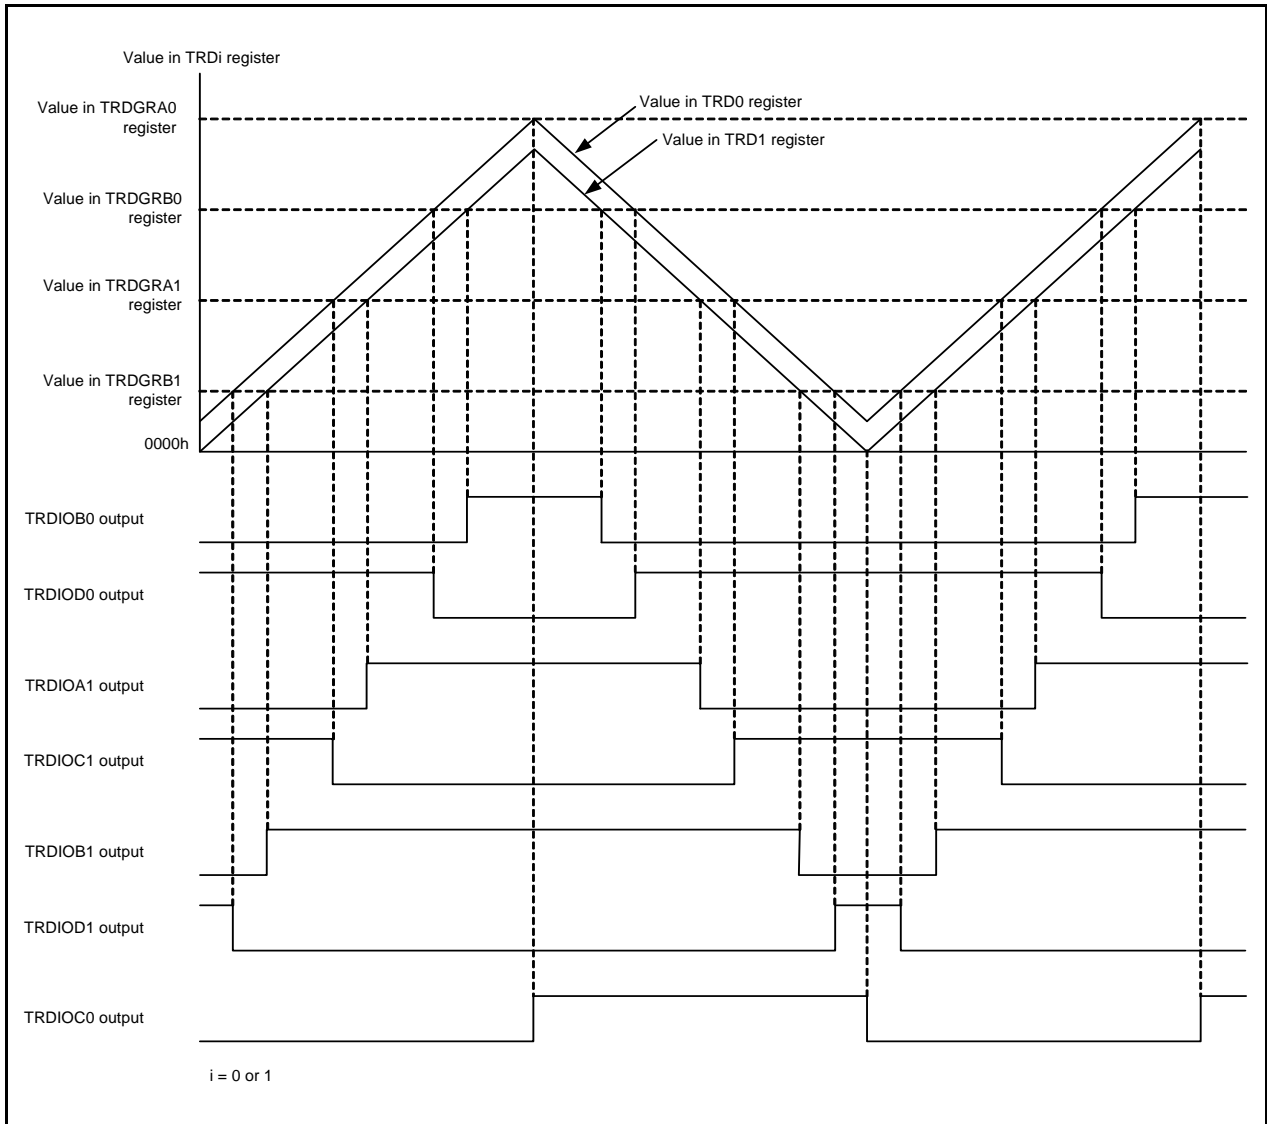 Value in TRDi register
Value in TRDGRA0
register
Value in TRD0 register
Value in TRD1 register
Value in TRDGRB0
register
Value in TRDGRA1
register
Value in TRDGRB1
register
0000h
TRDIOB0 output
TRDIOD0 output
TRDIOA1 output
TRDIOC1 output
TRDIOB1 output
TRDIOD1 output
TRDIOC0 output
i = 0 or 1